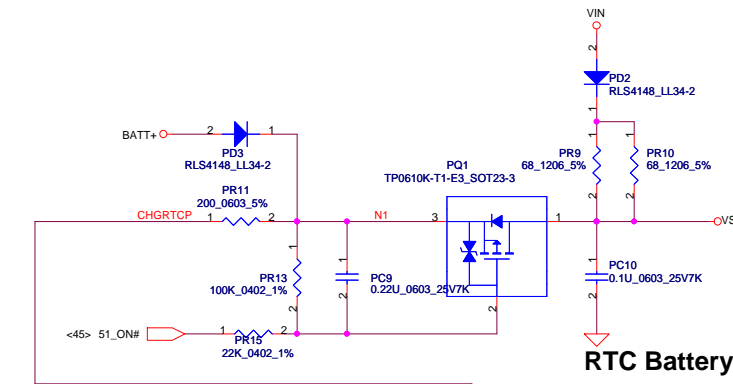 VIN
2
PD2
RLS4148_LL34-2
1
BATT+
2
1
PD3
RLS4148_LL34-2
PR9
68_1206_5%
1
2
1
2
PR10
68_1206_5%
PQ1
TP0610K-T1-E3_SOT23-3
PR11
200_0603_5%
CHGRTCP
1
2
N1
3
1
VS
1
PR13
100K_0402_1%
2
1
PC9
0.22U_0603_25V7K
2
2
1
PC10
0.1U_0603_25V7K
2
<45> 51_ON#
1
2
PR15
22K_0402_1%
RTC Battery